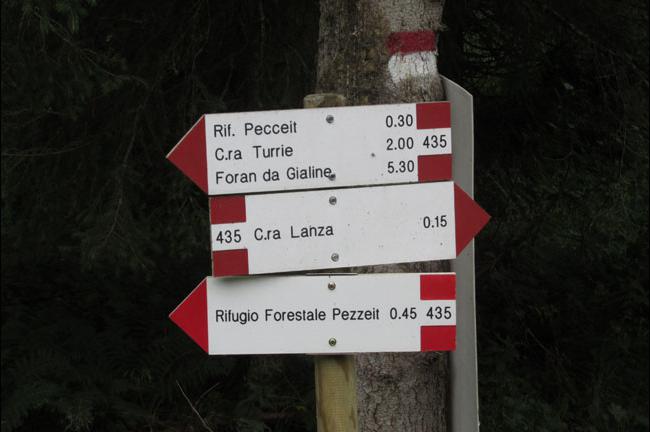 Rif. Pecceit 0.30
C.ra Turrie 2.00 435
Foran da Gialine 5.30
435 C.ra Lanza 0.15
Rifugio Forestale Pezzeit 0.45 435